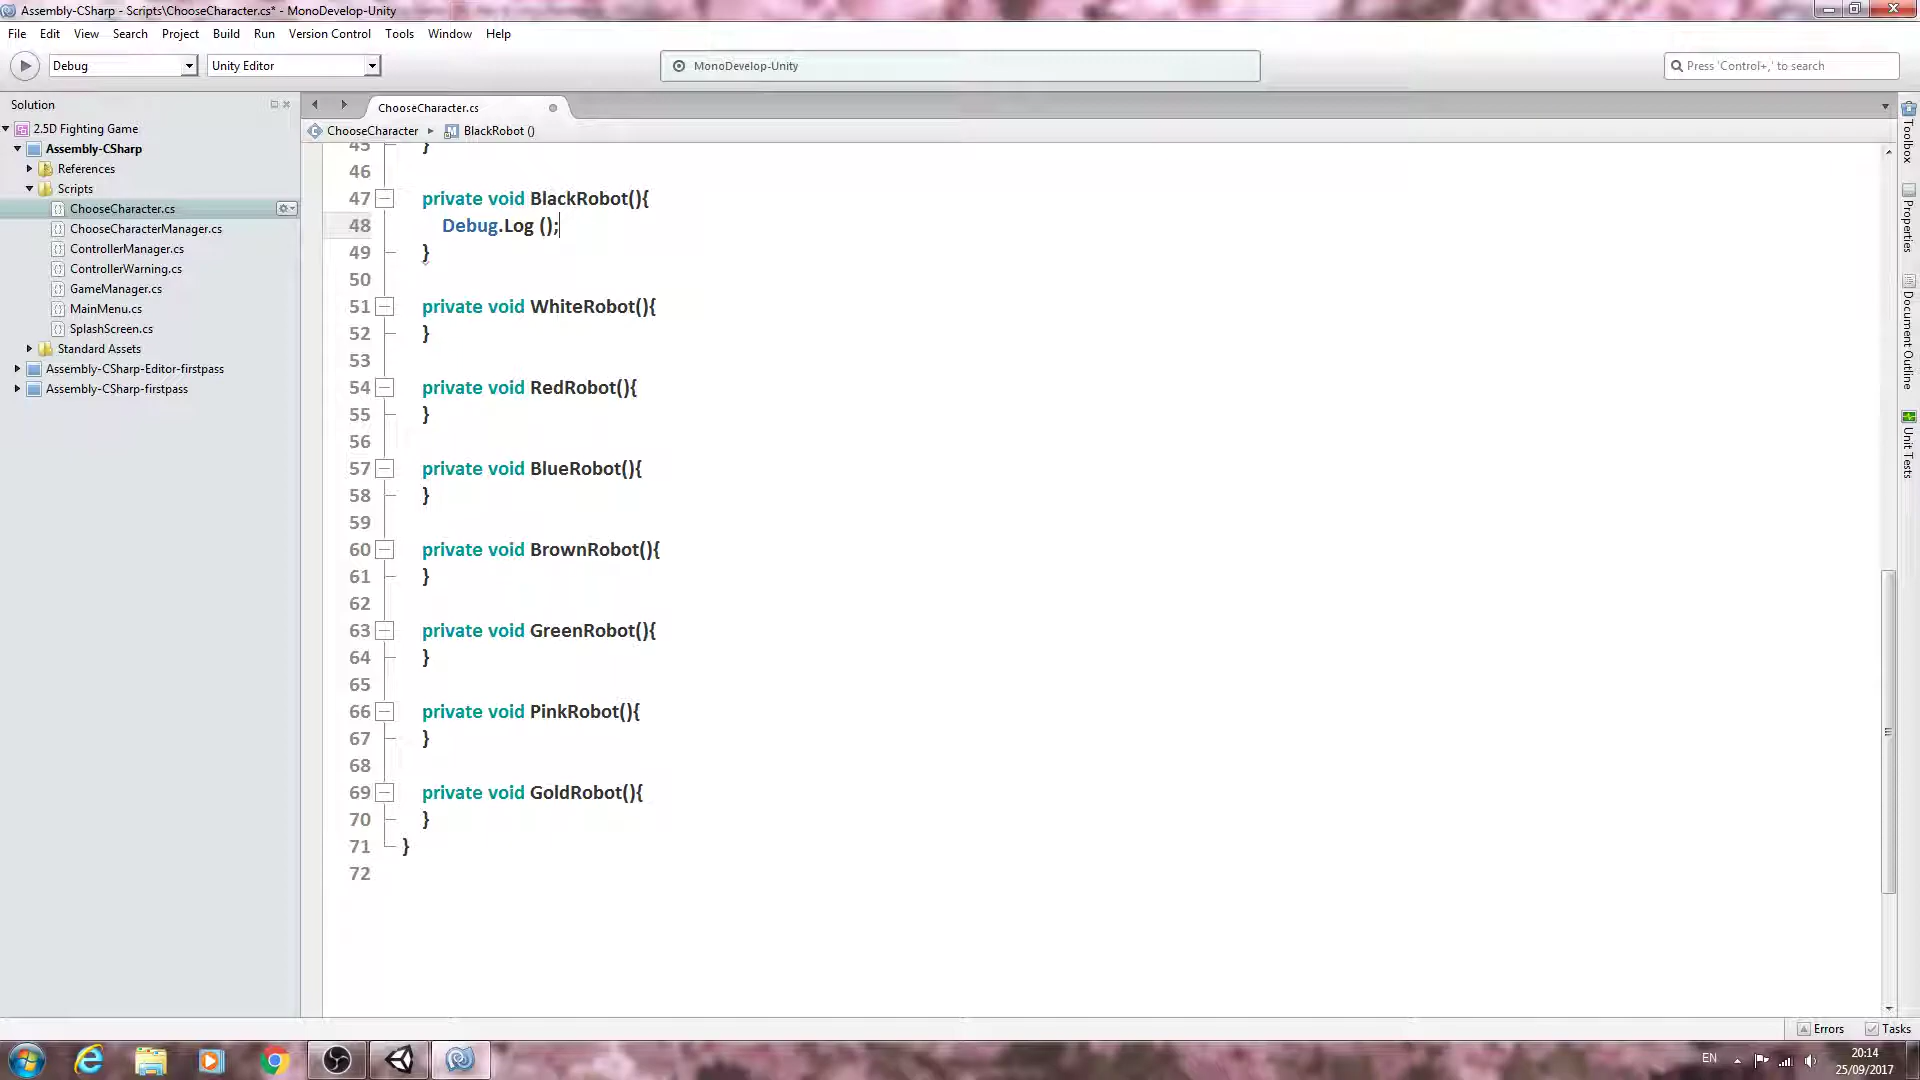 Assembly-CSharp - Scripts\ChooseCharacter.cs* - MonoDevelop-Unity
File Edit View Search Project Build Run Version Control Tools Window Help
Debug Unity Editor MonoDevelop-Unity Press 'Control+,' to search
Solution
2.5D Fighting Game
Assembly-CSharp
References
Scripts
ChooseCharacter.cs
ChooseCharacterManager.cs
ControllerManager.cs
ControllerWarning.cs
GameManager.cs
MainMenu.cs
SplashScreen.cs
Standard Assets
Assembly-CSharp-Editor-firstpass
Assembly-CSharp-firstpass
ChooseCharacter.cs
ChooseCharacter BlackRobot ()
45 }
46
47 private void BlackRobot(){
48 Debug.Log ();
49 }
50
51 private void WhiteRobot(){
52 }
53
54 private void RedRobot(){
55 }
56
57 private void BlueRobot(){
58 }
59
60 private void BrownRobot(){
61 }
62
63 private void GreenRobot(){
64 }
65
66 private void PinkRobot(){
67 }
68
69 private void GoldRobot(){
70 }
71 }
72
Toolbox
Properties
Document Outline
Unit Tests
Errors Tasks
EN
20:14
25/09/2017